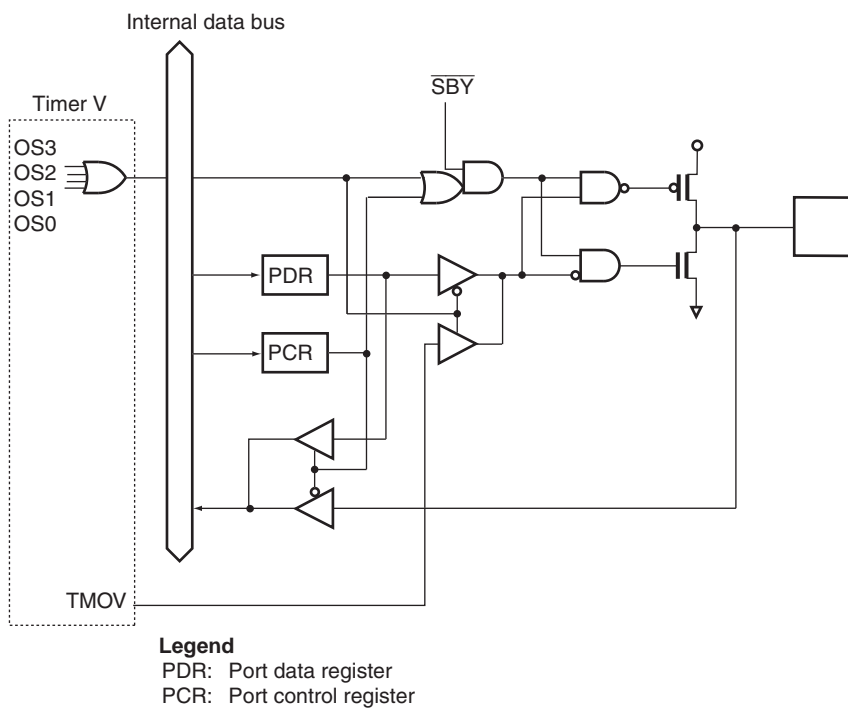 Internal data bus
SBY
Timer V
OS3
OS2
OS1
OS0
PDR
PCR
TMOV
Legend
PDR: Port data register
PCR: Port control register